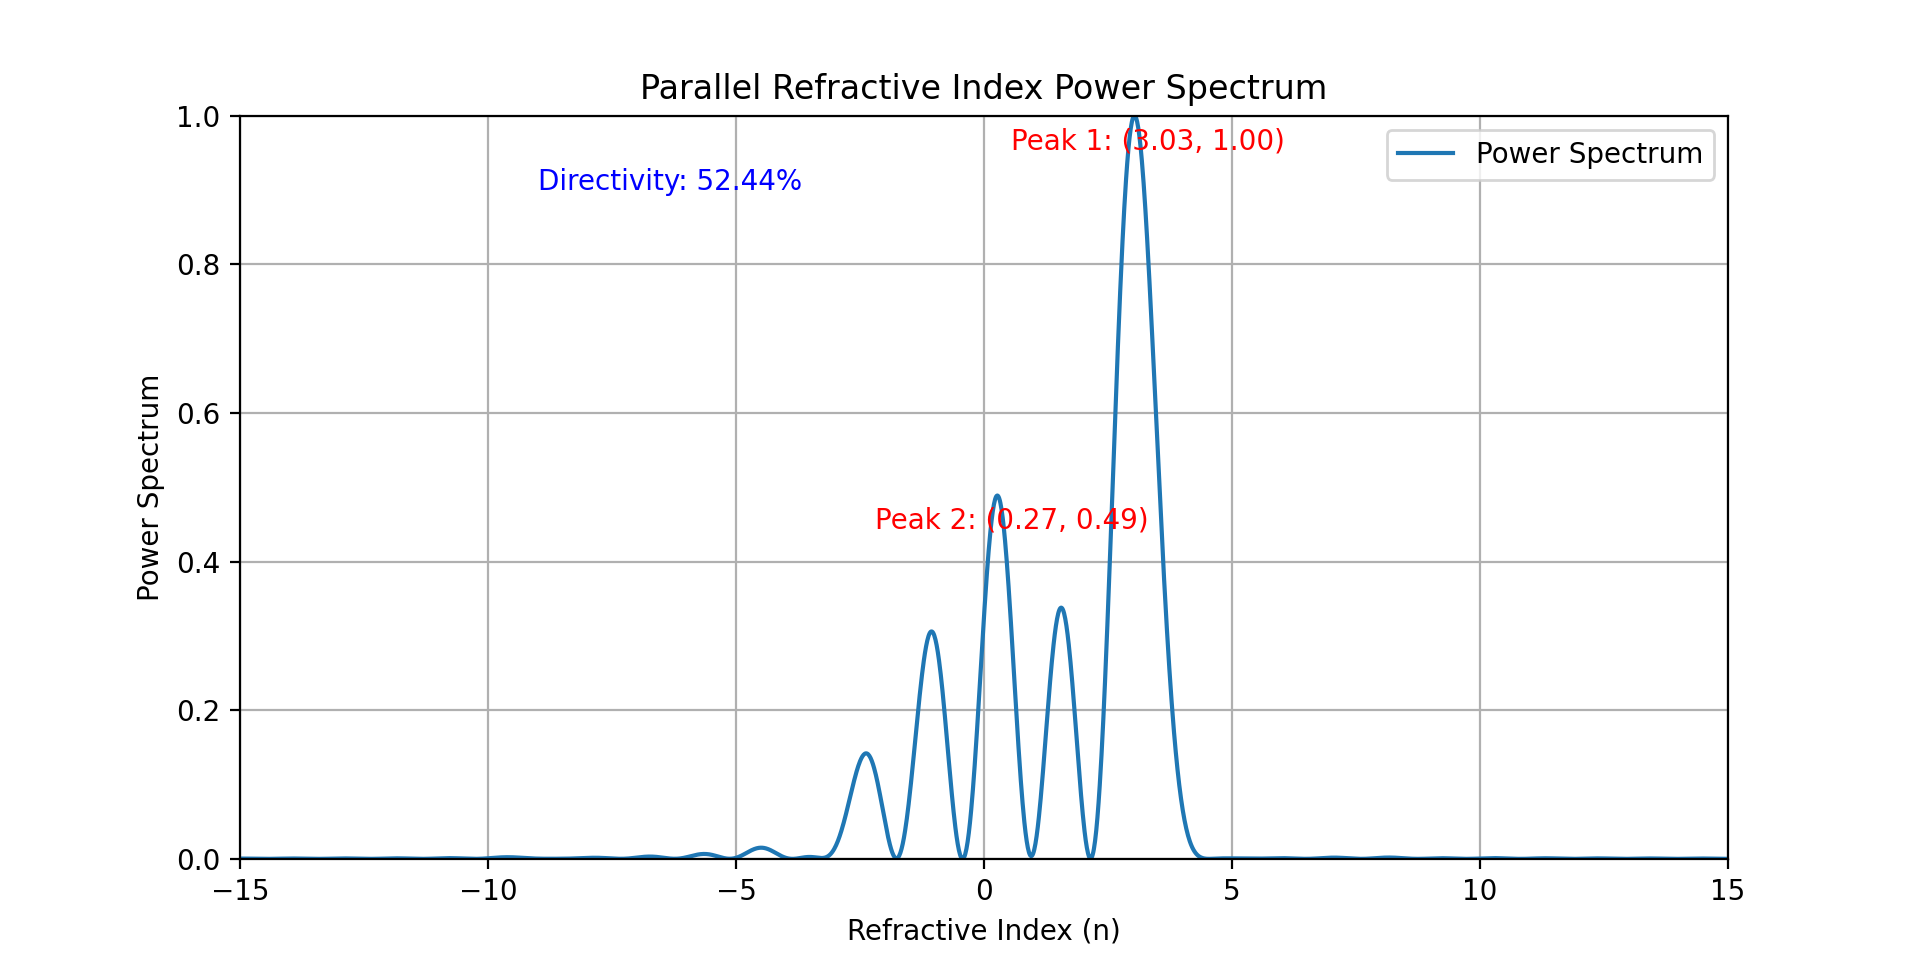 Parallel Refractive Index Power Spectrum
1.0
Peak 1: (3.03, 1.00)
Power Spectrum
Directivity: 52.44%
0.8
0.6
Peak 2: (0.27, 0.49)
Power Spectrum
0.4
0.2
0.0
−15
−10
−5
0
5
10
15
Refractive Index (n)